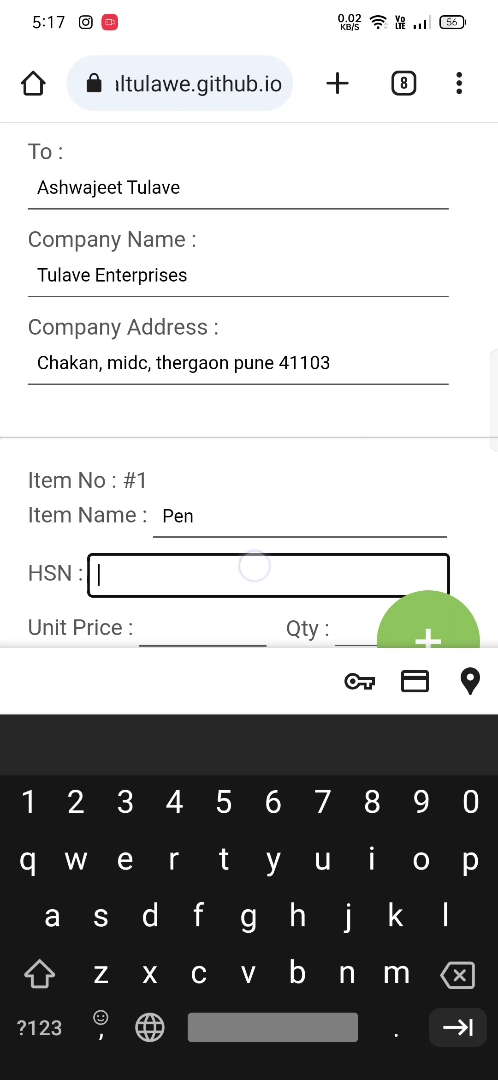 5:17 0.02 KB/S Vo LTE 56
ıltulawe.github.io 8
To :
Ashwajeet Tulave
Company Name :
Tulave Enterprises
Company Address :
Chakan, midc, thergaon pune 41103
Item No : #1
Item Name : Pen
HSN :
Unit Price : Qty :
+
1 2 3 4 5 6 7 8 9 0
q w e r t y u i o p
a s d f g h j k l
z x c v b n m
?123 , .